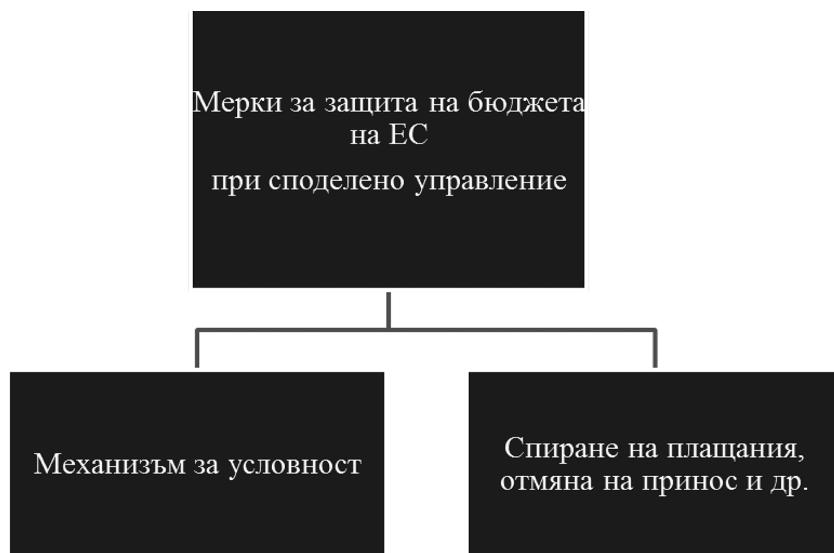 Мерки за защита на бюджета
на ЕС
при споделено управление
Механизъм за условност
Спиране на плащания,
отмяна на принос и др.